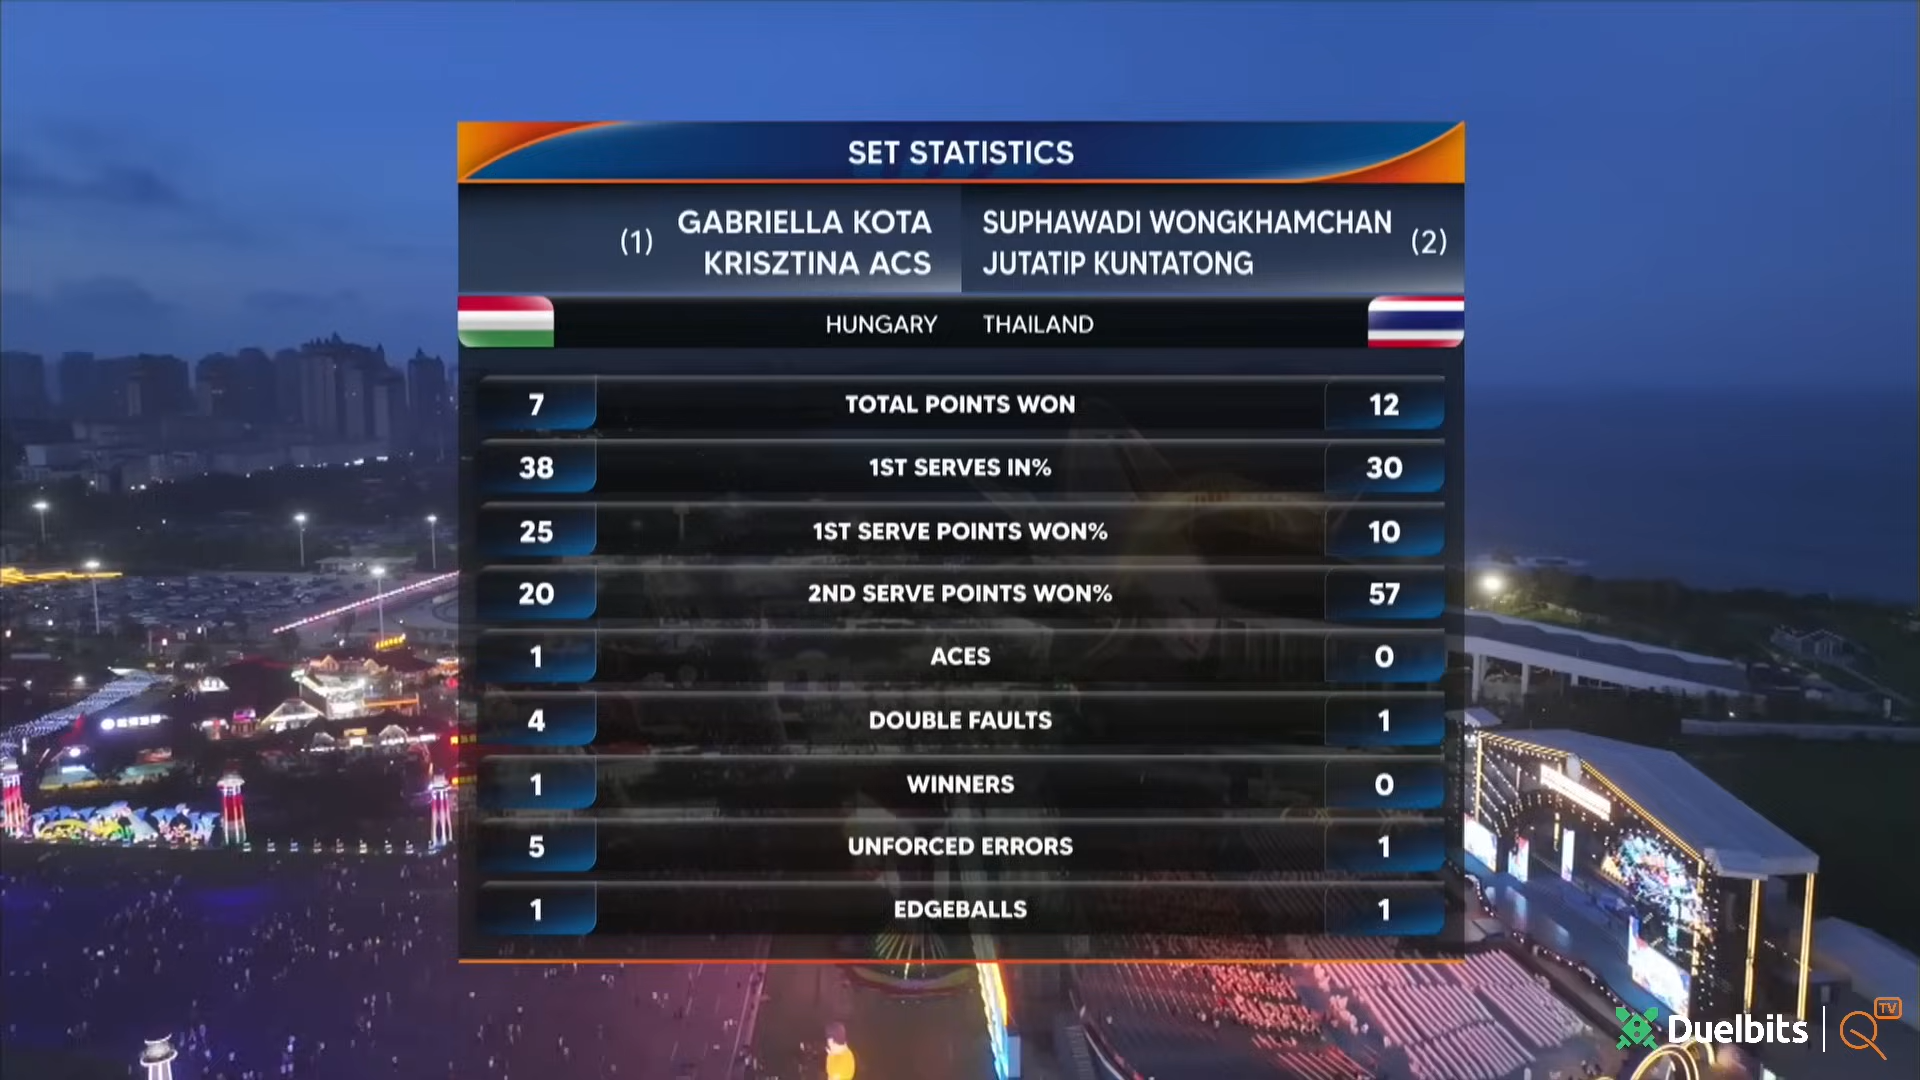 SET STATISTICS
(1) GABRIELLA KOTA
KRISZTINA ACS
SUPHAWADI WONGKHAMCHAN (2)
JUTATIP KUNTATONG
HUNGARY THAILAND
7 TOTAL POINTS WON 12
38 1ST SERVES IN% 30
25 1ST SERVE POINTS WON% 10
20 2ND SERVE POINTS WON% 57
1 ACES 0
4 DOUBLE FAULTS 1
1 WINNERS 0
5 UNFORCED ERRORS 1
1 EDGEBALLS 1
Duelbits
TV